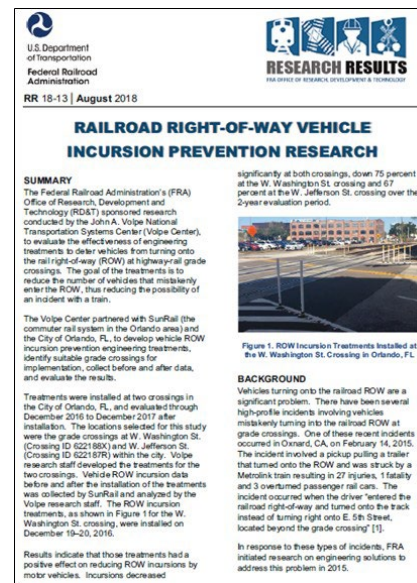 U.S. Department
of Transportation
Federal Railroad
Administration
RESEARCH RESULTS
FRA OFFICE OF RESEARCH, DEVELOPMENT & TECHNOLOGY
RR 18-13 | August 2018
RAILROAD RIGHT-OF-WAY VEHICLE
INCURSION PREVENTION RESEARCH
SUMMARY
The Federal Railroad Administration's (FRA)
Office of Research, Development and
Technology (RD&T) sponsored research
conducted by the John A. Volpe National
Transportation Systems Center (Volpe Center),
to evaluate the effectiveness of engineering
treatments to deter vehicles from turning onto
the rail right-of-way (ROW) at highway-rail grade
crossings. The goal of the treatments is to
reduce the number of vehicles that mistakenly
enter the ROW, thus reducing the possibility of
an incident with a train.
The Volpe Center partnered with SunRail (the
commuter rail system in the Orlando area) and
the City of Orlando, FL, to develop vehicle ROW
incursion prevention engineering treatments,
identify suitable grade crossings for
implementation, collect before and after data,
and evaluate the results.
Treatments were installed at two crossings in
the City of Orlando, FL, and evaluated through
December 2016 to December 2017 after
installation. The locations selected for this study
were the grade crossings at W. Washington St.
(Crossing ID 622188X) and W. Jefferson St.
(Crossing ID 622187R) within the city. Volpe
research staff developed the treatments for the
two crossings. Vehicle ROW incursion data
before and after the installation of the treatments
was collected by SunRail and analyzed by the
Volpe research staff. The ROW incursion
treatments, as shown in Figure 1 for the W.
Washington St. crossing, were installed on
December 19–20, 2016.
Results indicate that those treatments had a
positive effect on reducing ROW incursions by
motor vehicles. Incursions decreased
significantly at both crossings, down 75 percent
at the W. Washington St. crossing and 67
percent at the W. Jefferson St. crossing over the
2-year evaluation period.
Figure 1. ROW Incursion Treatments Installed at
the W. Washington St. Crossing in Orlando, FL
BACKGROUND
Vehicles turning onto the railroad ROW are a
significant problem. There have been several
high-profile incidents involving vehicles
mistakenly turning into the railroad ROW at
grade crossings. One of these recent incidents
occurred in Oxnard, CA, on February 14, 2015.
The incident involved a pickup pulling a trailer
that turned onto the ROW and was struck by a
Metrolink train resulting in 27 injuries, 1 fatality
and 3 overturned passenger rail cars. The
incident occurred when the driver "entered the
railroad right-of-way and turned onto the track
instead of turning right onto E. 5th Street,
located beyond the grade crossing" [1].
In response to these types of incidents, FRA
initiated research on engineering solutions to
address this problem in 2015.